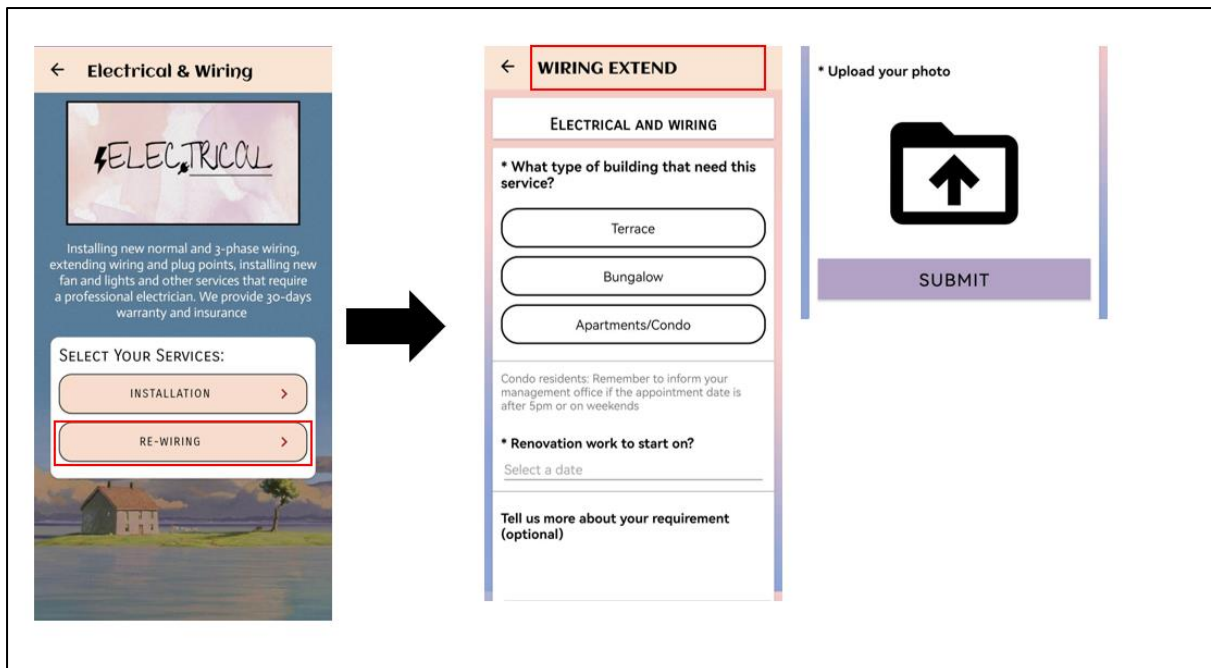 Electrical & Wiring
ELECTRICAL
Installing new normal and 3-phase wiring,
extending wiring and plug points, installing new
fan and lights and other services that require
a professional electrician. We provide 30-days
warranty and insurance
SELECT YOUR SERVICES:
INSTALLATION
RE-WIRING
WIRING EXTEND
ELECTRICAL AND WIRING
* What type of building that need this
service?
Terrace
Bungalow
Apartments/Condo
Condo residents: Remember to inform your
management office if the appointment date is
after 5pm or on weekends
* Renovation work to start on?
Select a date
Tell us more about your requirement
(optional)
* Upload your photo
SUBMIT